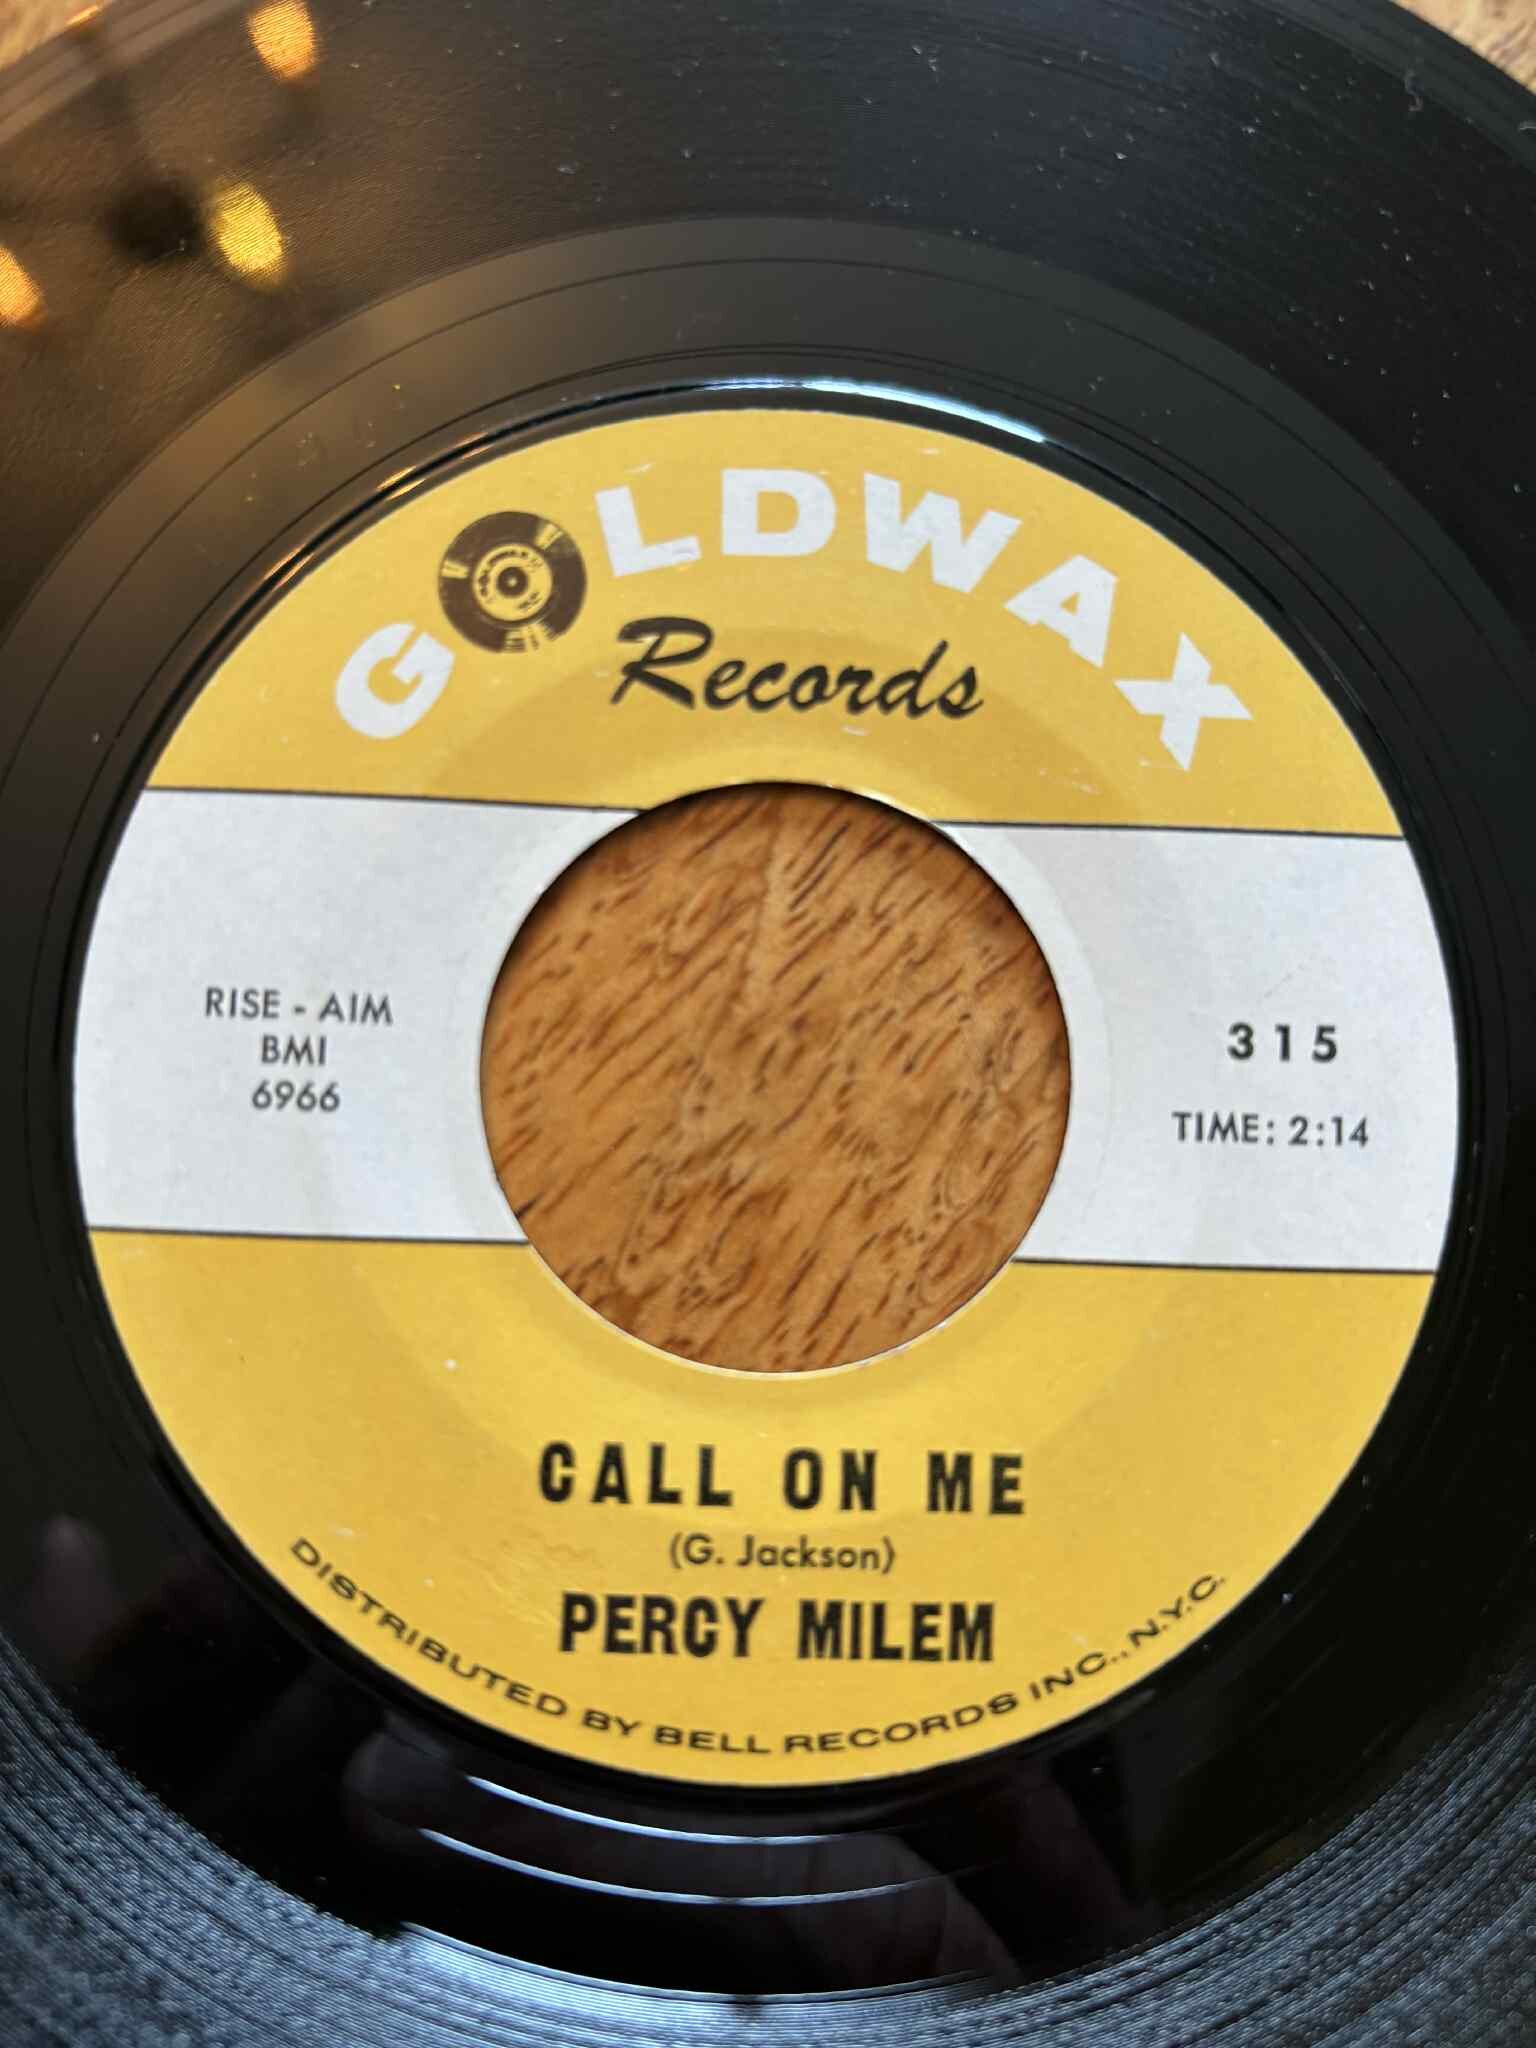 GOLDWAX
Records
RISE - AIM
BMI
6966
315
TIME: 2:14
CALL ON ME
(G. Jackson)
PERCY MILEM
DISTRIBUTED BY BELL RECORDS INC., N.Y.C.